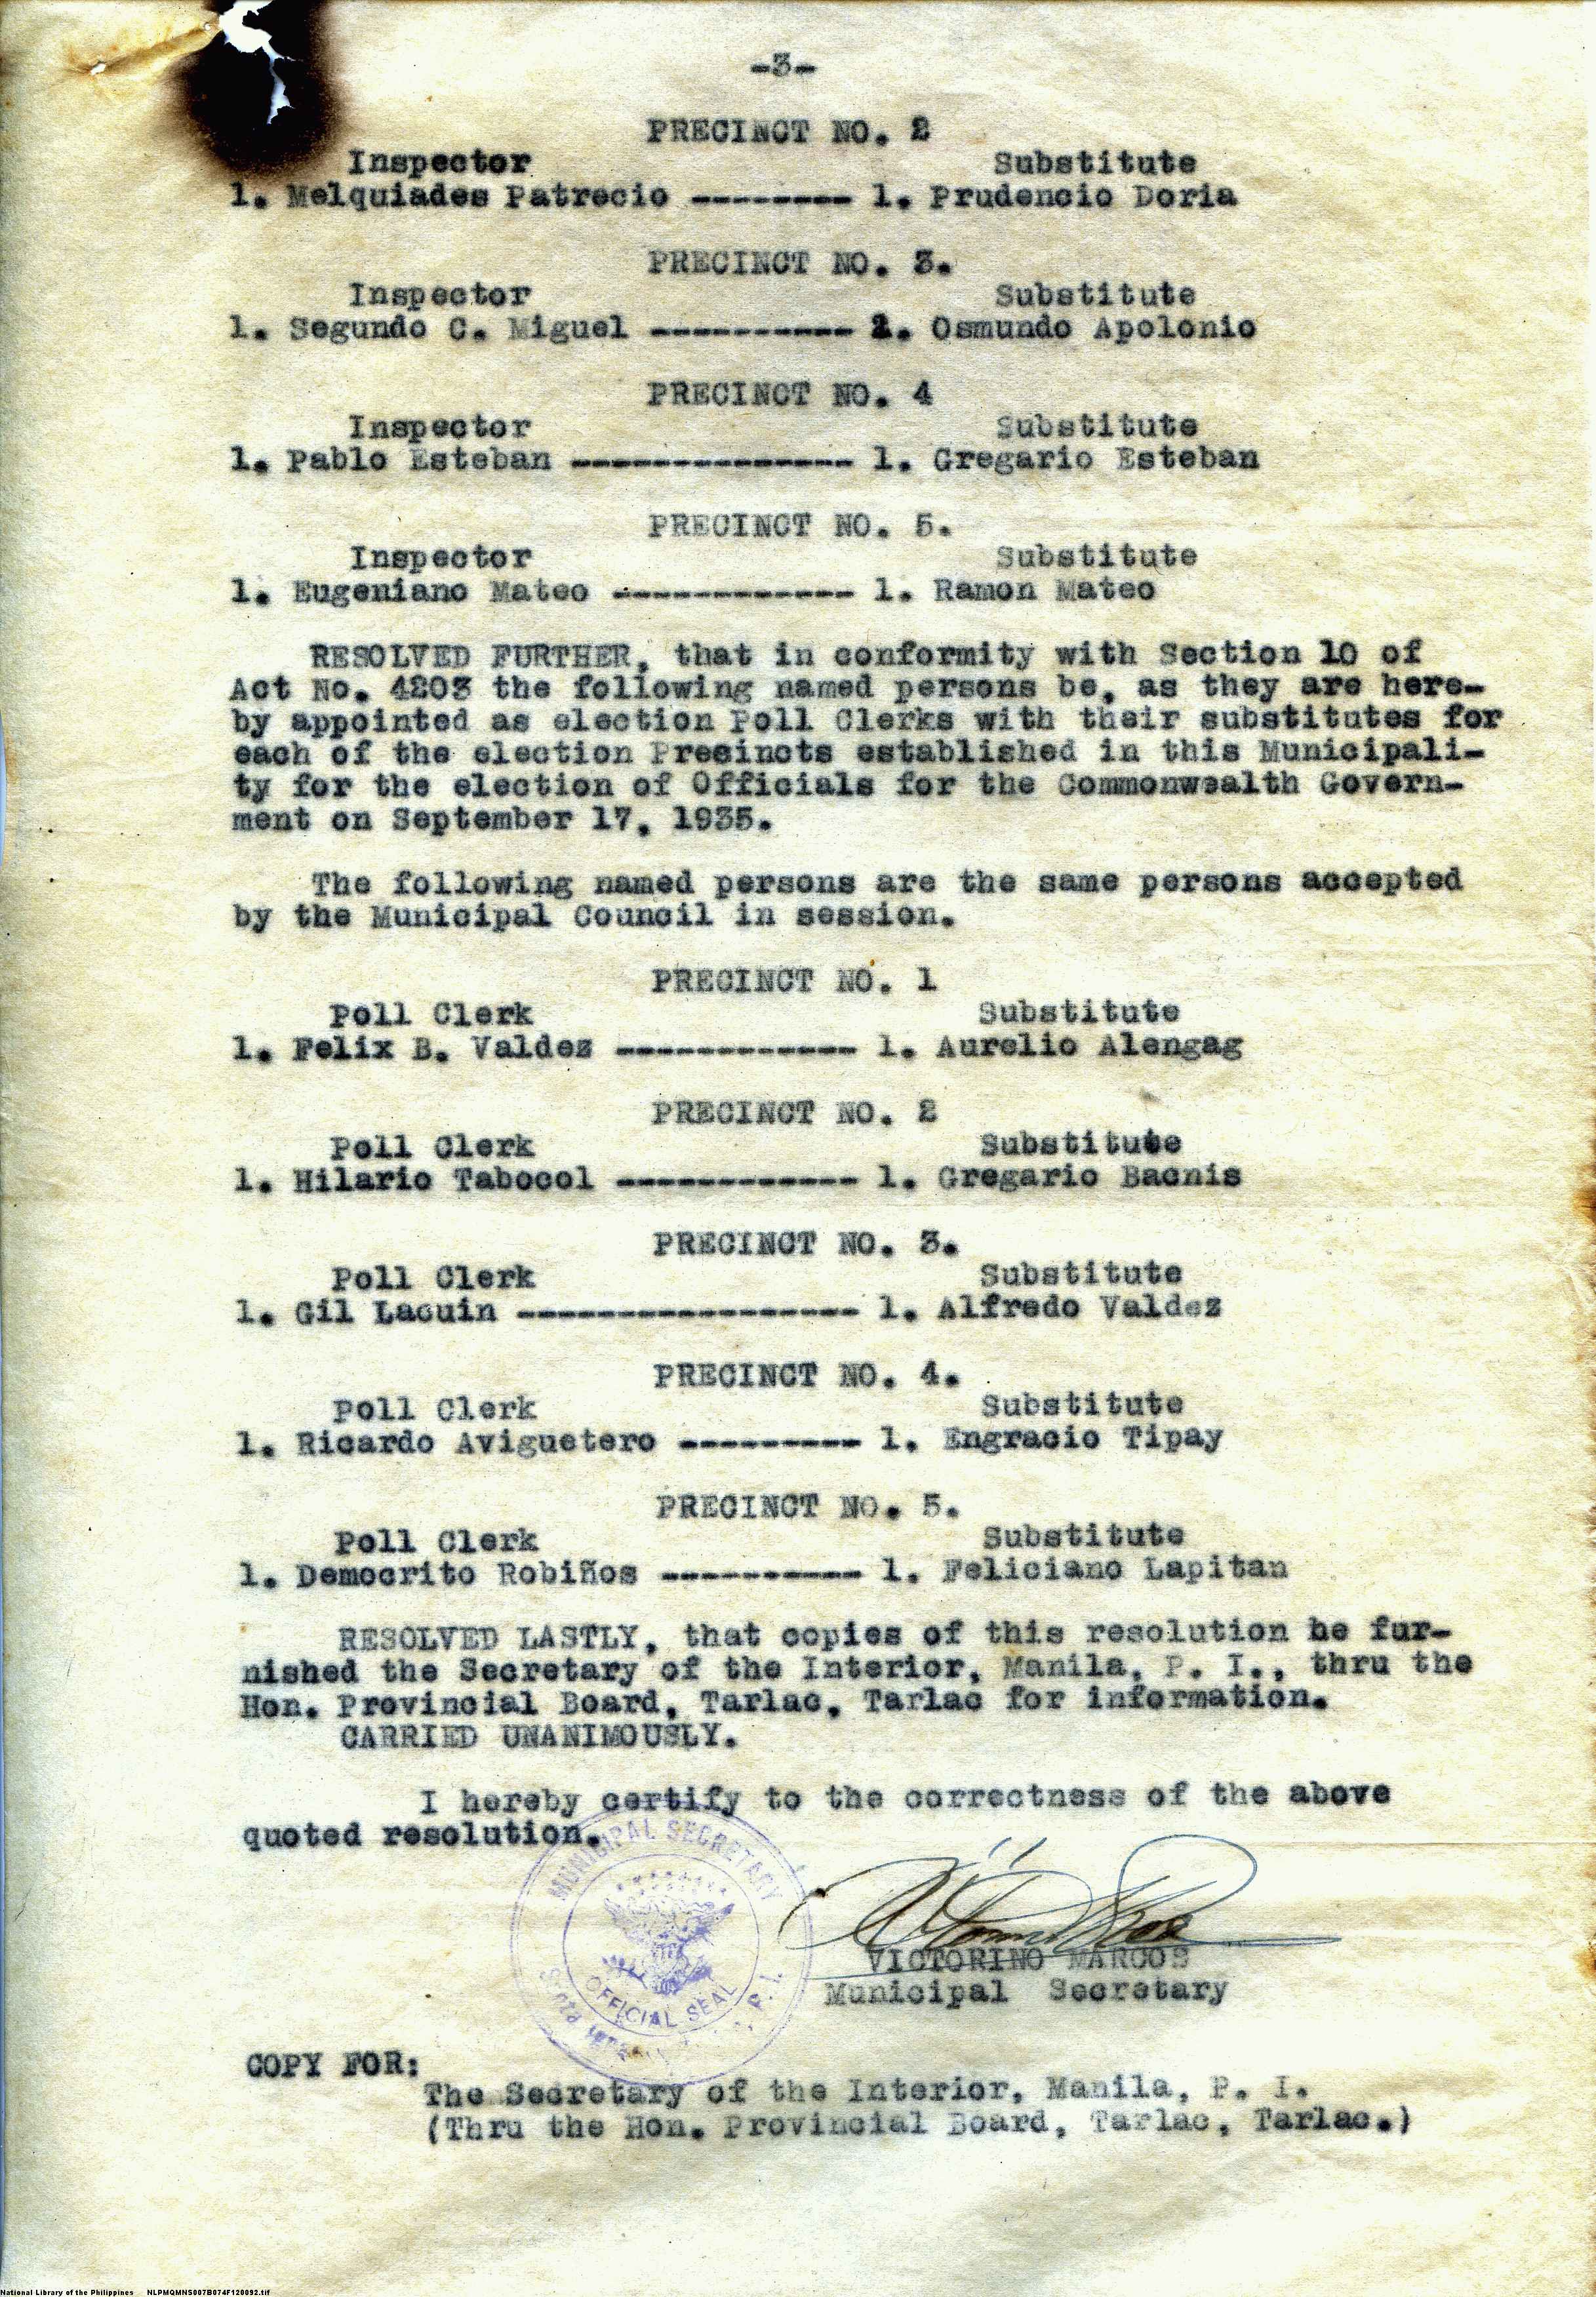 -3-
PRECINCT NO. 2
Inspector Substitute
1. Melquiades Patrecio -------- 1. Prudencio Doria
PRECINCT NO. 3.
Inspector Substitute
1. Segundo C. Miguel ---------- 1. Osmundo Apolonio
PRECINCT NO. 4
Inspector Substitute
1. Pablo Esteban -------------- 1. Gregario Esteban
PRECINCT NO. 5.
Inspector Substitute
1. Eugeniano Mateo ------------ 1. Ramon Mateo
RESOLVED FURTHER, that in conformity with Section 10 of
Act No. 4203 the following named persons be, as they are here-
by appointed as election Poll Clerks with their substitutes for
each of the election Precincts established in this Municipali-
ty for the election of Officials for the Commonwealth Govern-
ment on September 17, 1935.
The following named persons are the same persons accepted
by the Municipal Council in session.
PRECINCT NO. 1
Poll Clerk Substitute
1. Felix B. Valdez ------------ 1. Aurelio Alengag
PRECINCT NO. 2
Poll Clerk Substitute
1. Hilario Tabocol ------------ 1. Gregario Bacnis
PRECINCT NO. 3.
Poll Clerk Substitute
1. Gil Lacuin ----------------- 1. Alfredo Valdez
PRECINCT NO. 4.
Poll Clerk Substitute
1. Ricardo Aviguetero --------- 1. Engracio Tipay
PRECINCT NO. 5.
Poll Clerk Substitute
1. Democrito Robiños ---------- 1. Feliciano Lapitan
RESOLVED LASTLY, that copies of this resolution be fur-
nished the Secretary of the Interior, Manila, P. I., thru the
Hon. Provincial Board, Tarlac, Tarlac for information.
CARRIED UNANIMOUSLY.
I hereby certify to the correctness of the above
quoted resolution.
MUNICIPAL SECRETARY
OFFICIAL SEAL
P. I.
VICTORINO MARCOS
Municipal Secretary
COPY FOR:
The Secretary of the Interior, Manila, P. I.
(Thru the Hon. Provincial Board, Tarlac, Tarlac.)
National Library of the Philippines NLPMQMNS007B074F120092.tif